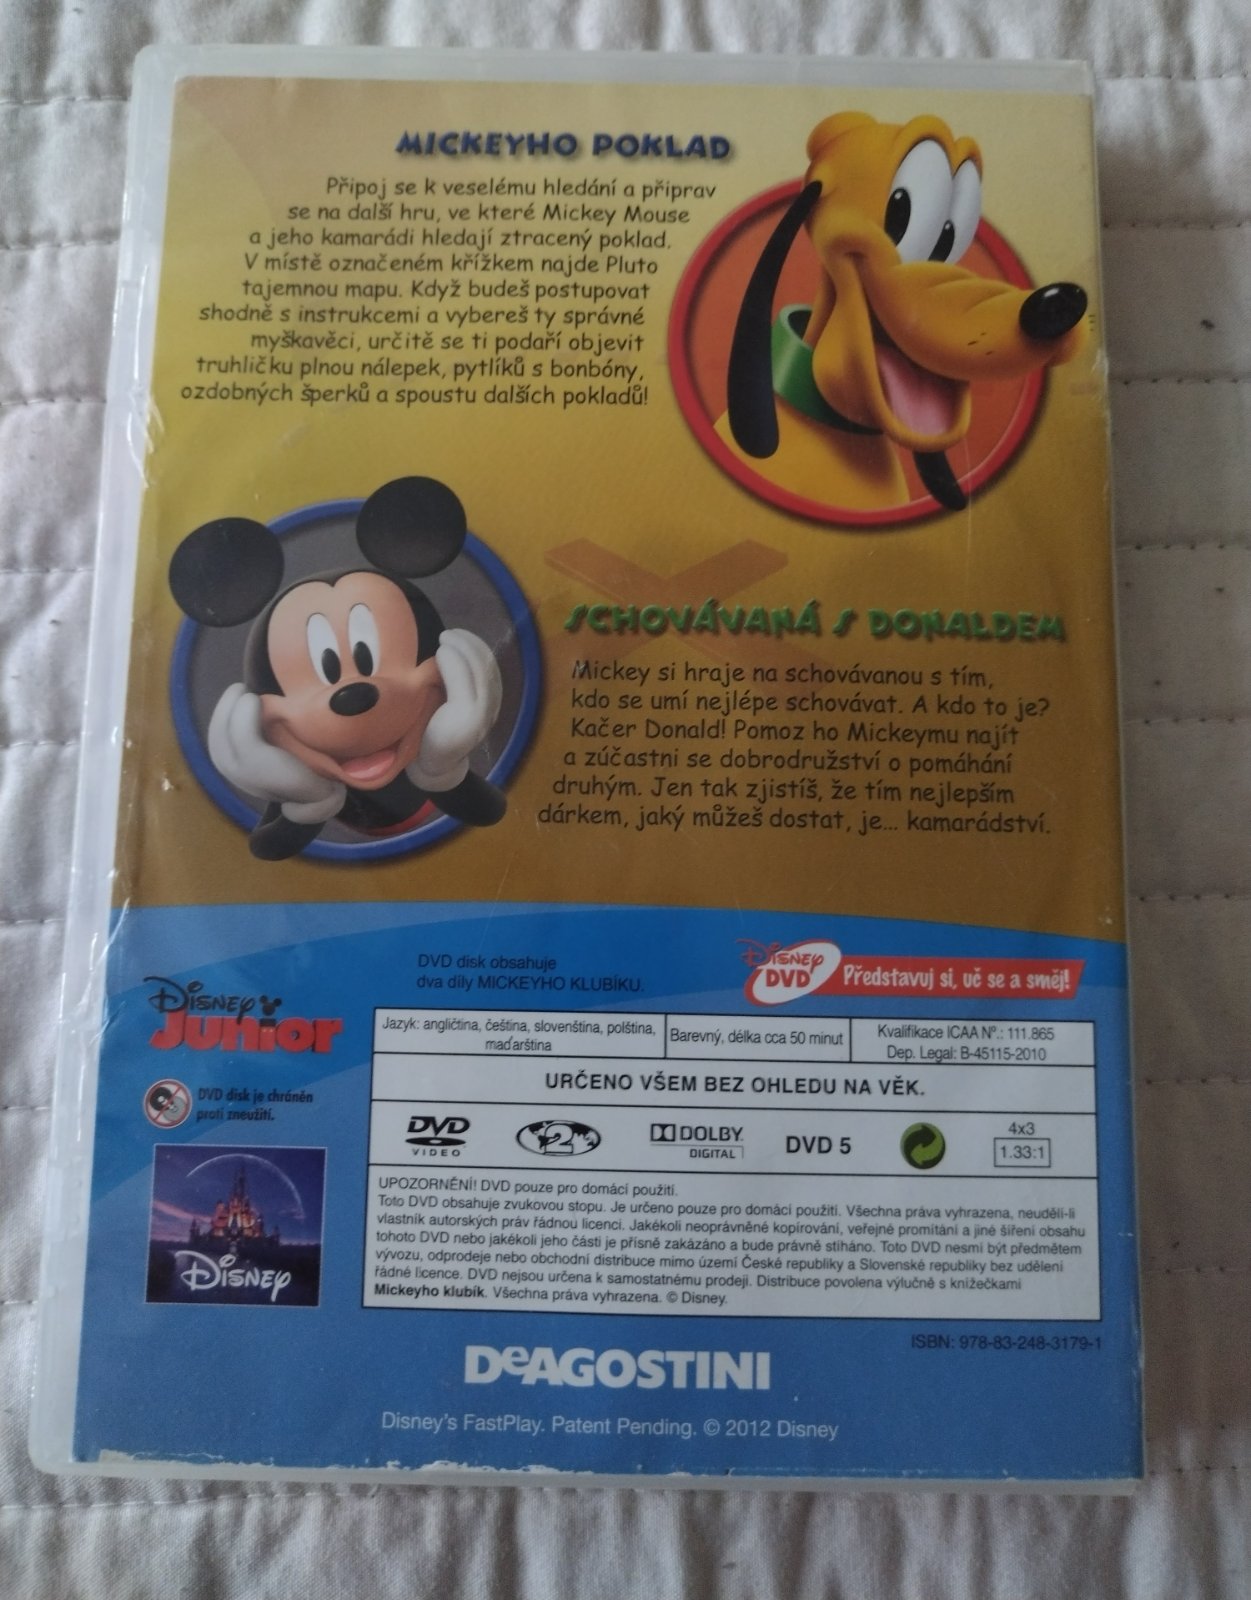 MICKEYHO POKLAD
Připoj se k veselému hledání a připrav
se na další hru, ve které Mickey Mouse
a jeho kamarádi hledají ztracený poklad.
V místě označeném křížkem najde Pluto
tajemnou mapu. Když budeš postupovat
shodně s instrukcemi a vybereš ty správné
myškavěci, určitě se ti podaří objevit
truhličku plnou nálepek, pytlíků s bonbóny,
ozdobných šperků a spoustu dalších pokladů!
SCHOVÁVANÁ S DONALDEM
Mickey si hraje na schovávanou s tím,
kdo se umí nejlépe schovávat. A kdo to je?
Kačer Donald! Pomoz ho Mickeymu najít
a zúčastni se dobrodružství o pomáhání
druhým. Jen tak zjistíš, že tím nejlepším
dárkem, jaký můžeš dostat, je... kamarádství.
DVD disk obsahuje
dva díly MICKEYHO KLUBÍKU.
DISNEY
DVD
Představuj si, uč se a směj!
DISNEY
Junior
Jazyk: angličtina, čeština, slovenština, polština,
maďarština
Barevný, délka cca 50 minut
Kvalifikace ICAA Nº.: 111.865
Dep. Legal: B-45115-2010
URČENO VŠEM BEZ OHLEDU NA VĚK.
DVD disk je chráněn
proti zneužití.
DVD
VIDEO
2
DOLBY
DIGITAL
DVD 5
4x3
1.33:1
DISNEY
UPOZORNĚNÍ! DVD pouze pro domácí použití.
Toto DVD obsahuje zvukovou stopu. Je určeno pouze pro domácí použití. Všechna práva vyhrazena, neudělí-li
vlastník autorských práv řádnou licenci. Jakékoli neoprávněné kopírování, veřejné promítání a jiné šíření obsahu
tohoto DVD nebo jakékoli jeho části je přísně zakázáno a bude právně stíháno. Toto DVD nesmí být předmětem
vývozu, odprodeje nebo obchodní distribuce mimo území České republiky a Slovenské republiky bez udělení
řádné licence. DVD nejsou určena k samostatnému prodeji. Distribuce povolena výlučně s knížečkami
Mickeyho klubík. Všechna práva vyhrazena. © Disney.
ISBN: 978-83-248-3179-1
DeAGOSTINI
Disney's FastPlay. Patent Pending. © 2012 Disney